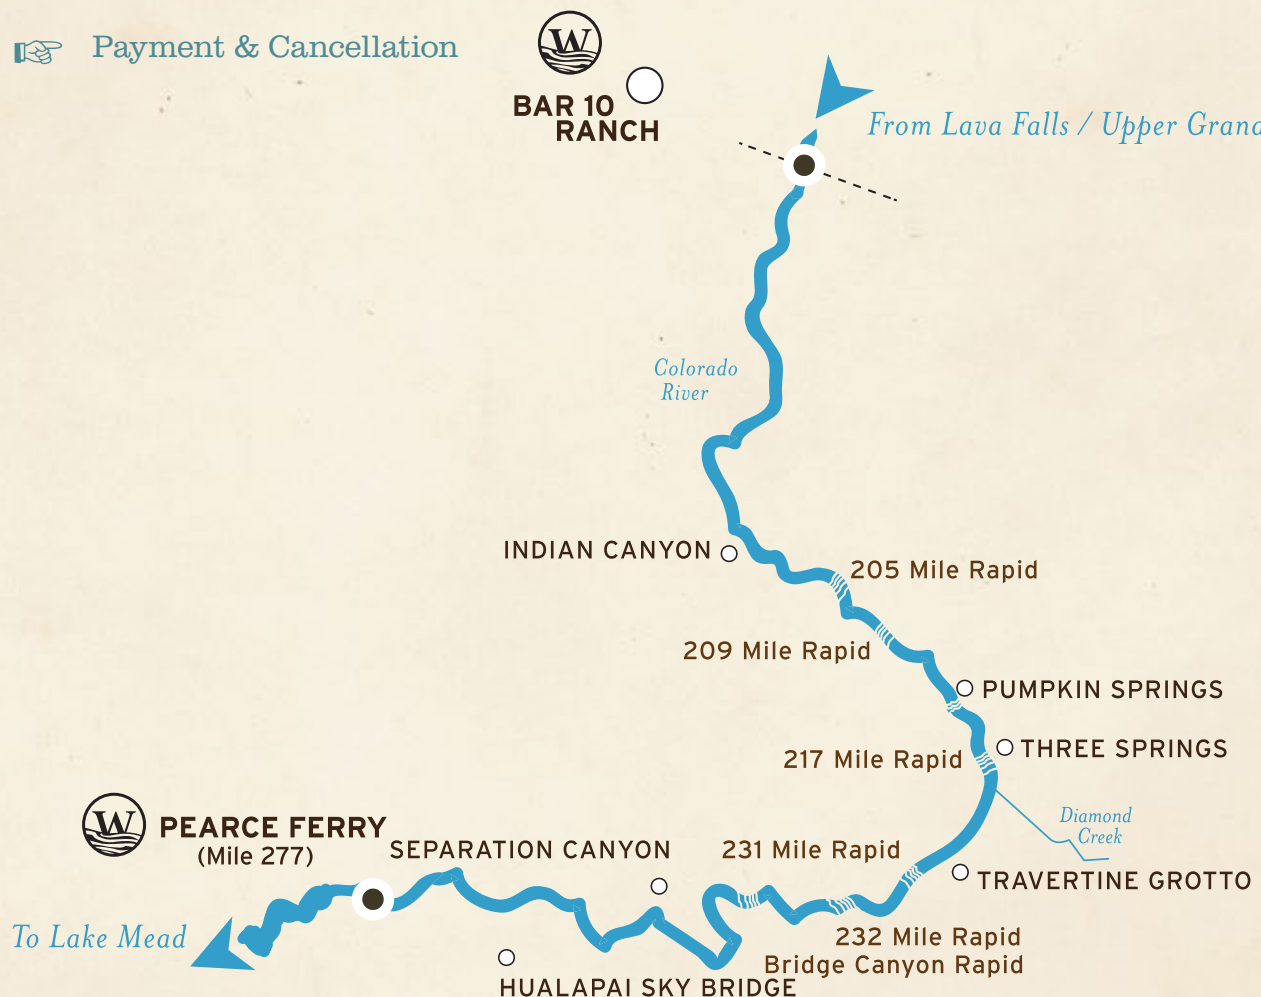 Payment & Cancellation
W
BAR 10
RANCH
From Lava Falls / Upper Grand
Colorado
River
INDIAN CANYON
205 Mile Rapid
209 Mile Rapid
PUMPKIN SPRINGS
THREE SPRINGS
217 Mile Rapid
Diamond
Creek
W
PEARCE FERRY
(Mile 277)
SEPARATION CANYON
231 Mile Rapid
TRAVERTINE GROTTO
To Lake Mead
232 Mile Rapid
Bridge Canyon Rapid
HUALAPAI SKY BRIDGE